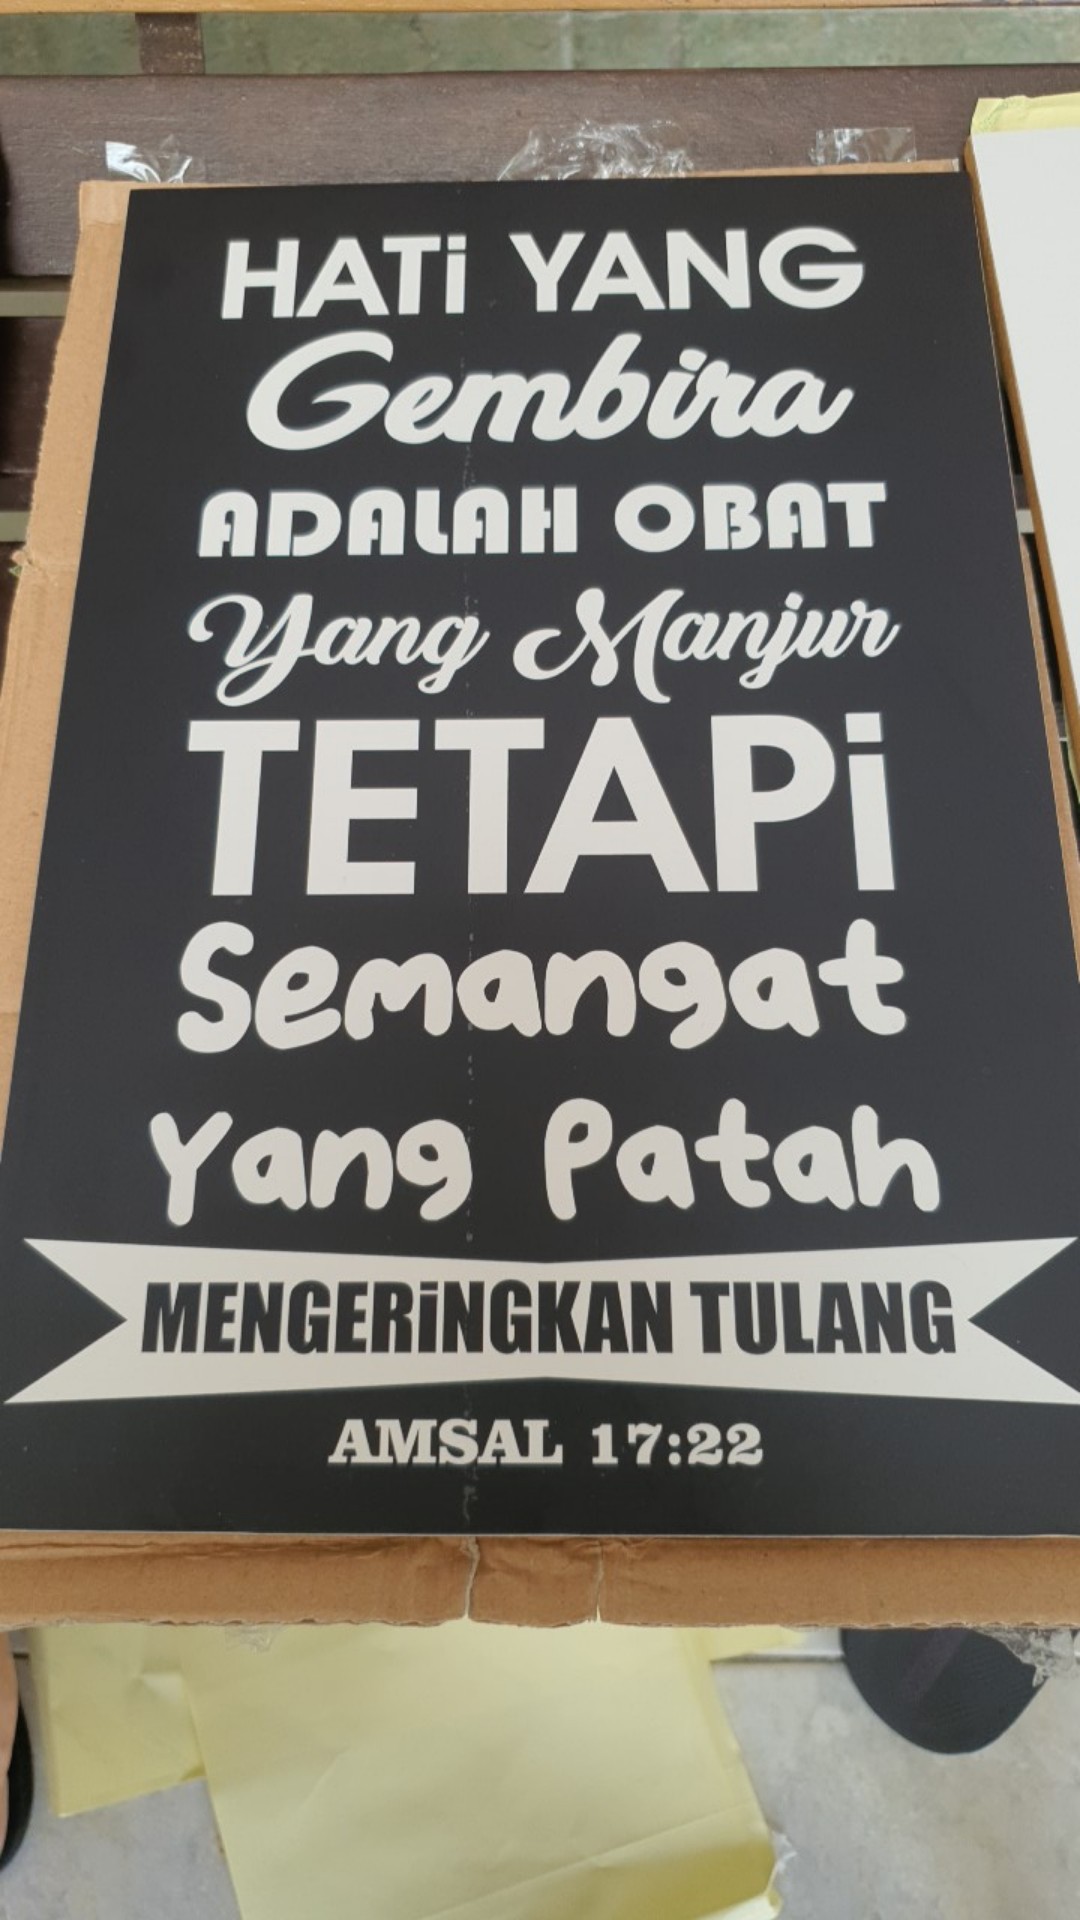 HATi YANG
Gembira
ADALAH OBAT
Yang Manjur
TETAPi
Semangat
Yang Patah
MENGERiNGKAN TULANG
AMSAL 17:22